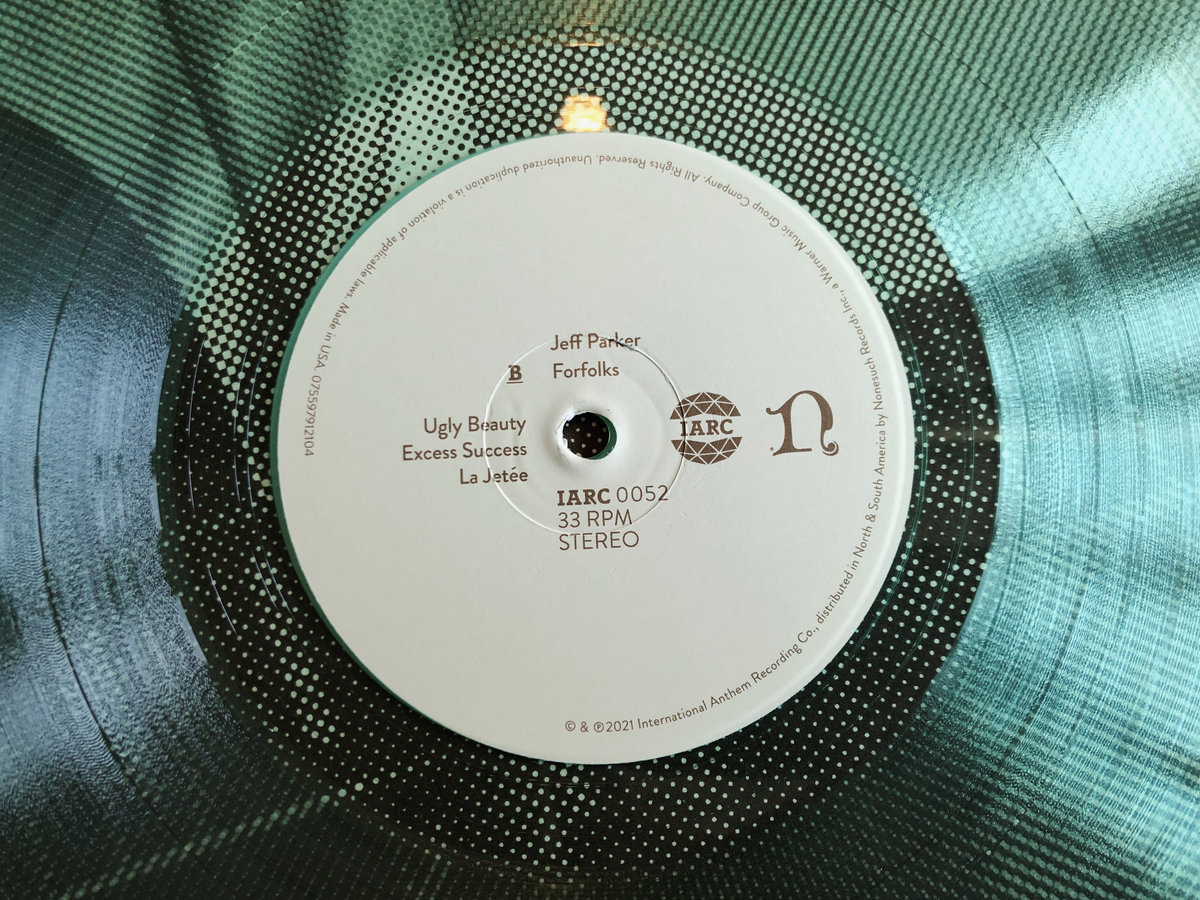 Jeff Parker
B
Forfolks
Ugly Beauty
Excess Success
La Jetée
IARC
n
IARC 0052
33 RPM
STEREO
© & ℗2021 International Anthem Recording Co., distributed in North & South America by Nonesuch Records Inc., a Warner Music Group Company. All Rights Reserved. Unauthorized duplication is a violation of applicable laws. Made in USA. 075597912104